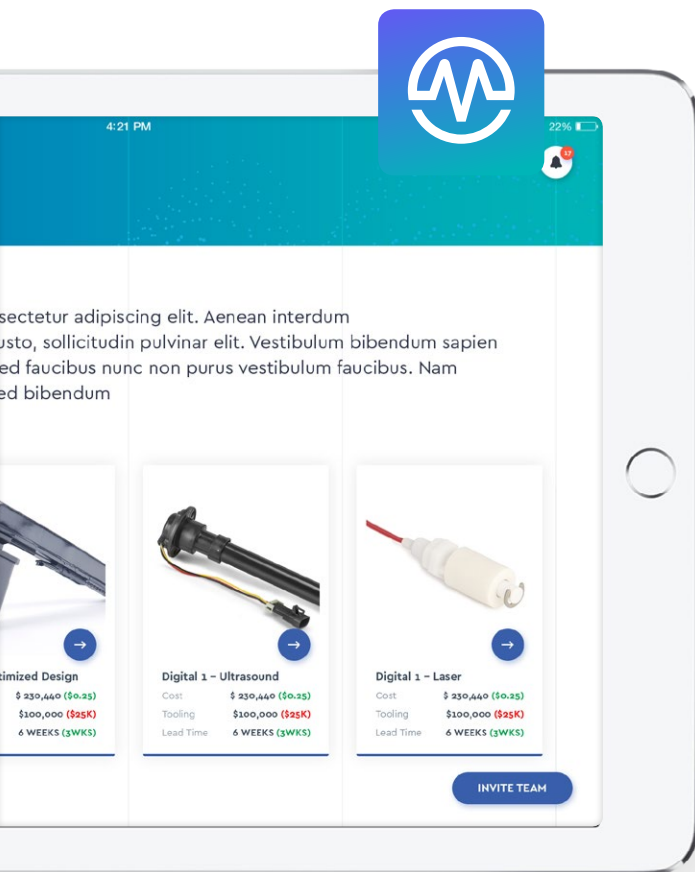 4:21 PM
22%
17
sectetur adipiscing elit. Aenean interdum
usto, sollicitudin pulvinar elit. Vestibulum bibendum sapien
ed faucibus nunc non purus vestibulum faucibus. Nam
ed bibendum
timized Design
$ 230,440 ($0.25)
$100,000 ($25K)
6 WEEKS (3WKS)
Digital 1 – Ultrasound
Cost $ 230,440 ($0.25)
Tooling $100,000 ($25K)
Lead Time 6 WEEKS (3WKS)
Digital 1 – Laser
Cost $ 230,440 ($0.25)
Tooling $100,000 ($25K)
Lead Time 6 WEEKS (3WKS)
INVITE TEAM